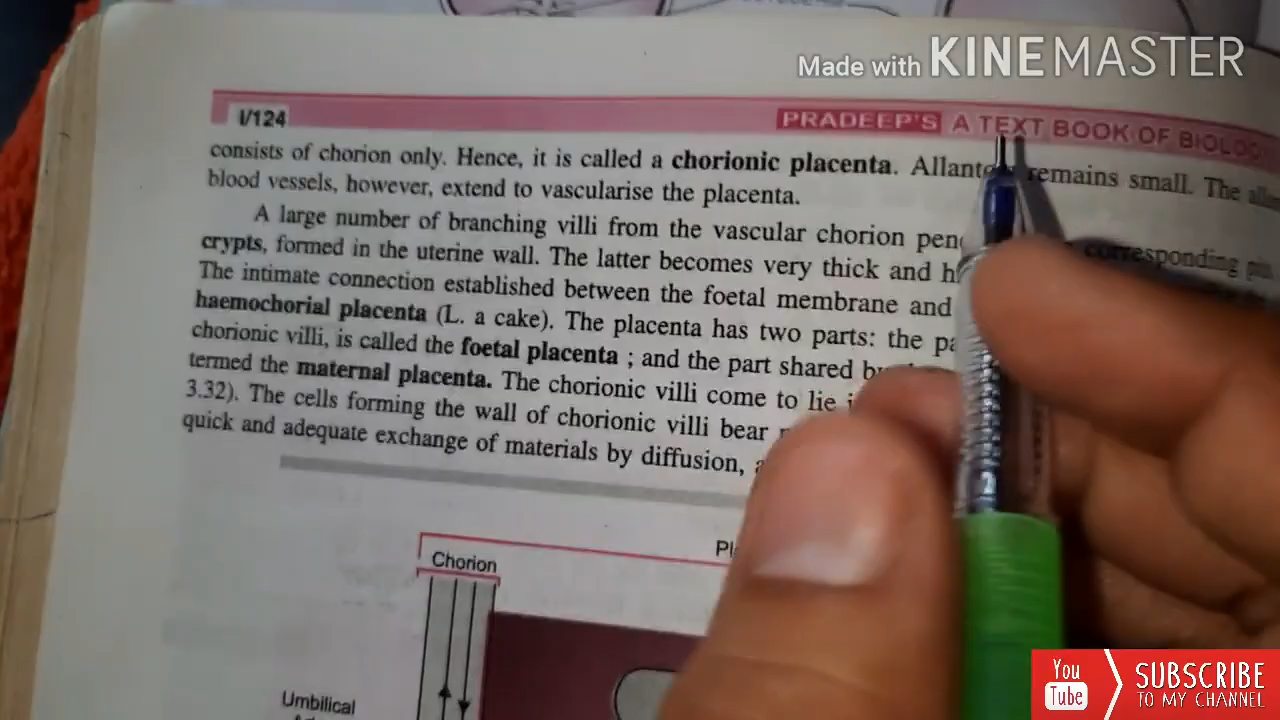 Made with KINEMASTER
I/124 PRADEEP'S A TEXT BOOK OF BIOLOGY
consists of chorion only. Hence, it is called a chorionic placenta. remains small. The
blood vessels, however, extend to vascularise the placenta.
A large number of branching villi from the vascular chorion corresponding
crypts, formed in the uterine wall. The latter becomes very thick and
The intimate connection established between the foetal membrane and
haemochorial placenta (L. a cake). The placenta has two parts: the
chorionic villi, is called the foetal placenta ; and the part shared
termed the maternal placenta. The chorionic villi come to lie
3.32). The cells forming the wall of chorionic villi bear
quick and adequate exchange of materials by diffusion,
Chorion
Umbilical
You Tube
SUBSCRIBE
TO MY CHANNEL